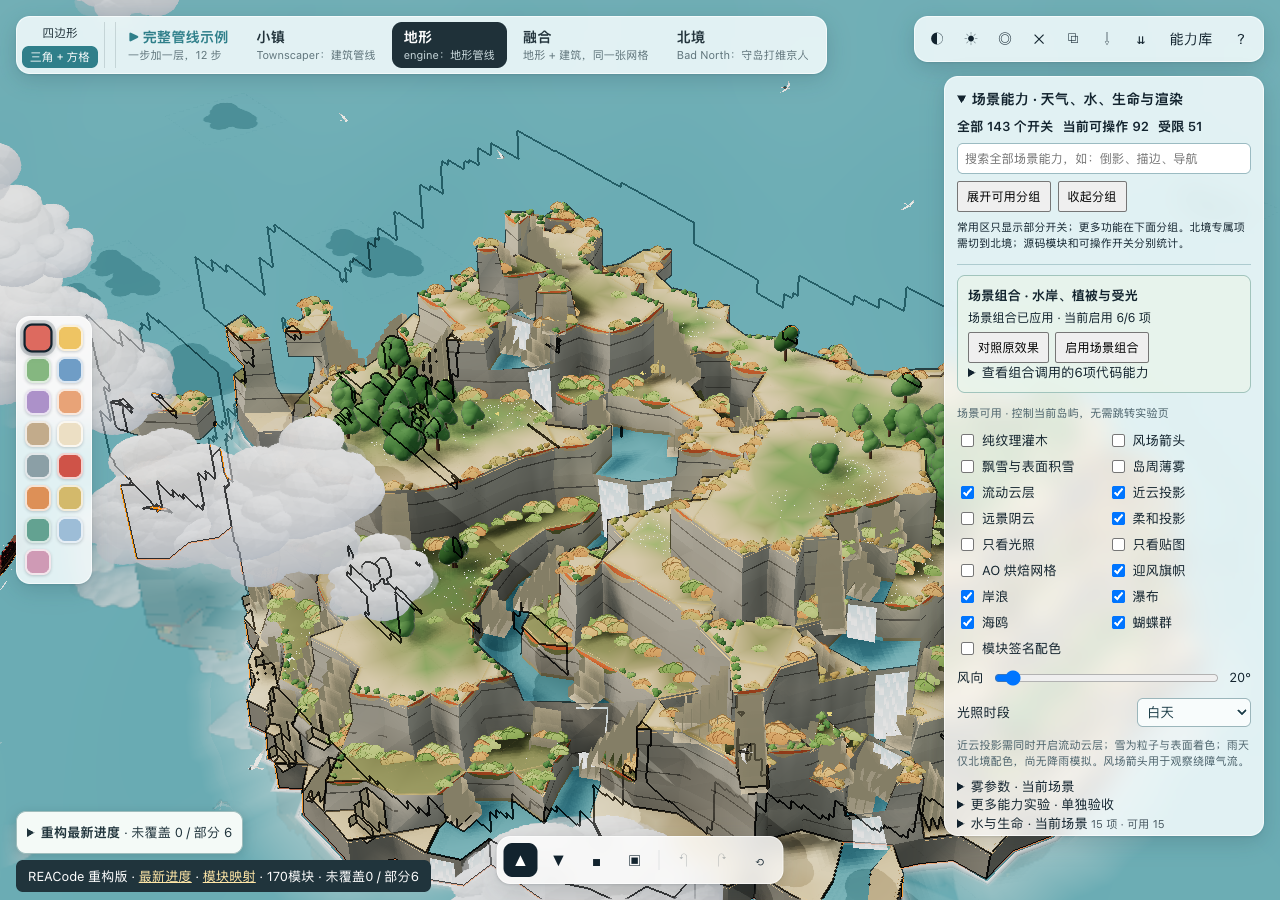 四边形
三角 + 方格
▶ 完整管线示例
一步加一层，12 步
小镇
Townscaper：建筑管线
地形
engine：地形管线
融合
地形 + 建筑，同一张网格
北境
Bad North：守岛打维京人
能力库
?
▼ 场景能力 · 天气、水、生命与渲染
全部 143 个开关 当前可操作 92 受限 51
搜索全部场景能力，如：倒影、描边、导航
展开可用分组
收起分组
常用区只显示部分开关；更多功能在下面分组。北境专属项
需切到北境；源码模块和可操作开关分别统计。
场景组合 · 水岸、植被与受光
场景组合已应用 · 当前启用 6/6 项
对照原效果
启用场景组合
▶ 查看组合调用的6项代码能力
场景可用 · 控制当前岛屿，无需跳转实验页
纯纹理灌木
风场箭头
飘雪与表面积雪
岛周薄雾
流动云层
近云投影
远景阴云
柔和投影
只看光照
只看贴图
AO 烘焙网格
迎风旗帜
岸浪
瀑布
海鸥
蝴蝶群
模块签名配色
风向
20°
光照时段
白天
近云投影需同时开启流动云层；雪为粒子与表面着色；雨天
仅北境配色，尚无降雨模拟。风场箭头用于观察绕障气流。
▶ 雾参数 · 当前场景
▶ 更多能力实验 · 单独验收
▶ 水与生命 · 当前场景 15 项 · 可用 15
▶ 重构最新进度 · 未覆盖 0 / 部分 6
REACode 重构版 · 最新进度 · 模块映射 · 170模块 · 未覆盖0 / 部分6